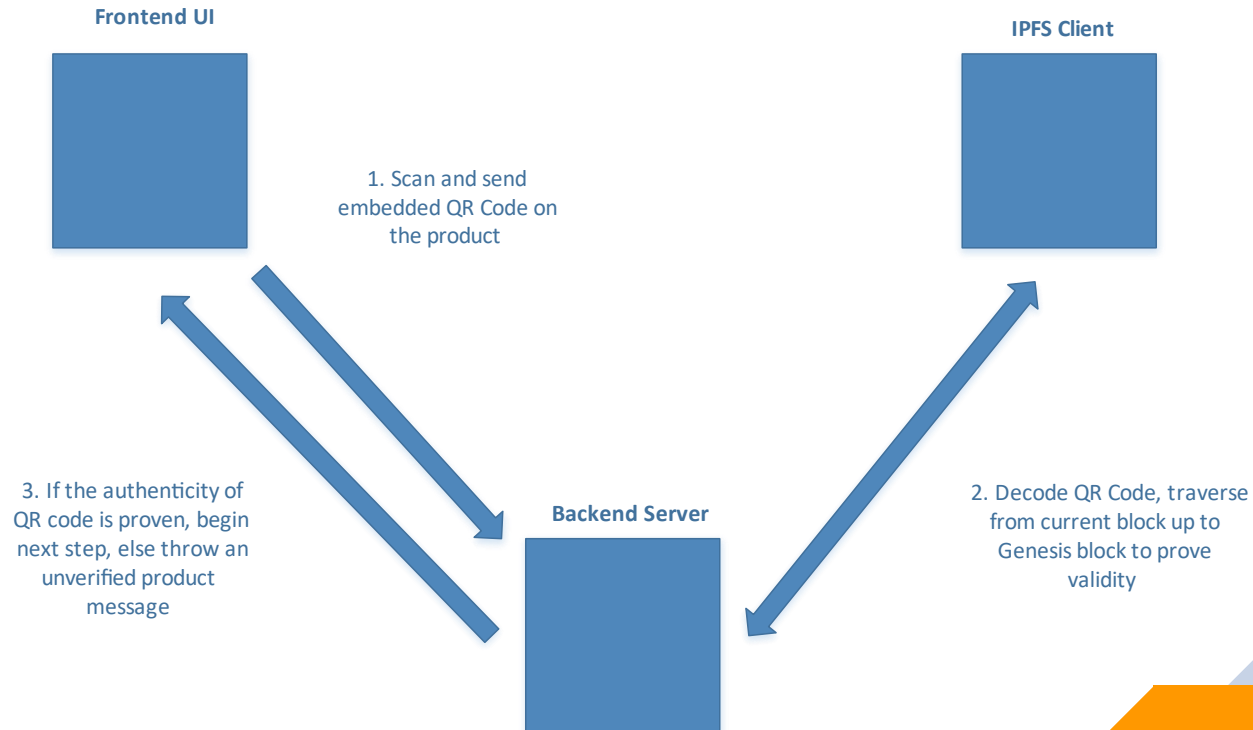 Frontend UI
IPFS Client
1. Scan and send
embedded QR Code on
the product
3. If the authenticity of
QR code is proven, begin
next step, else throw an
unverified product
message
Backend Server
2. Decode QR Code, traverse
from current block up to
Genesis block to prove
validity